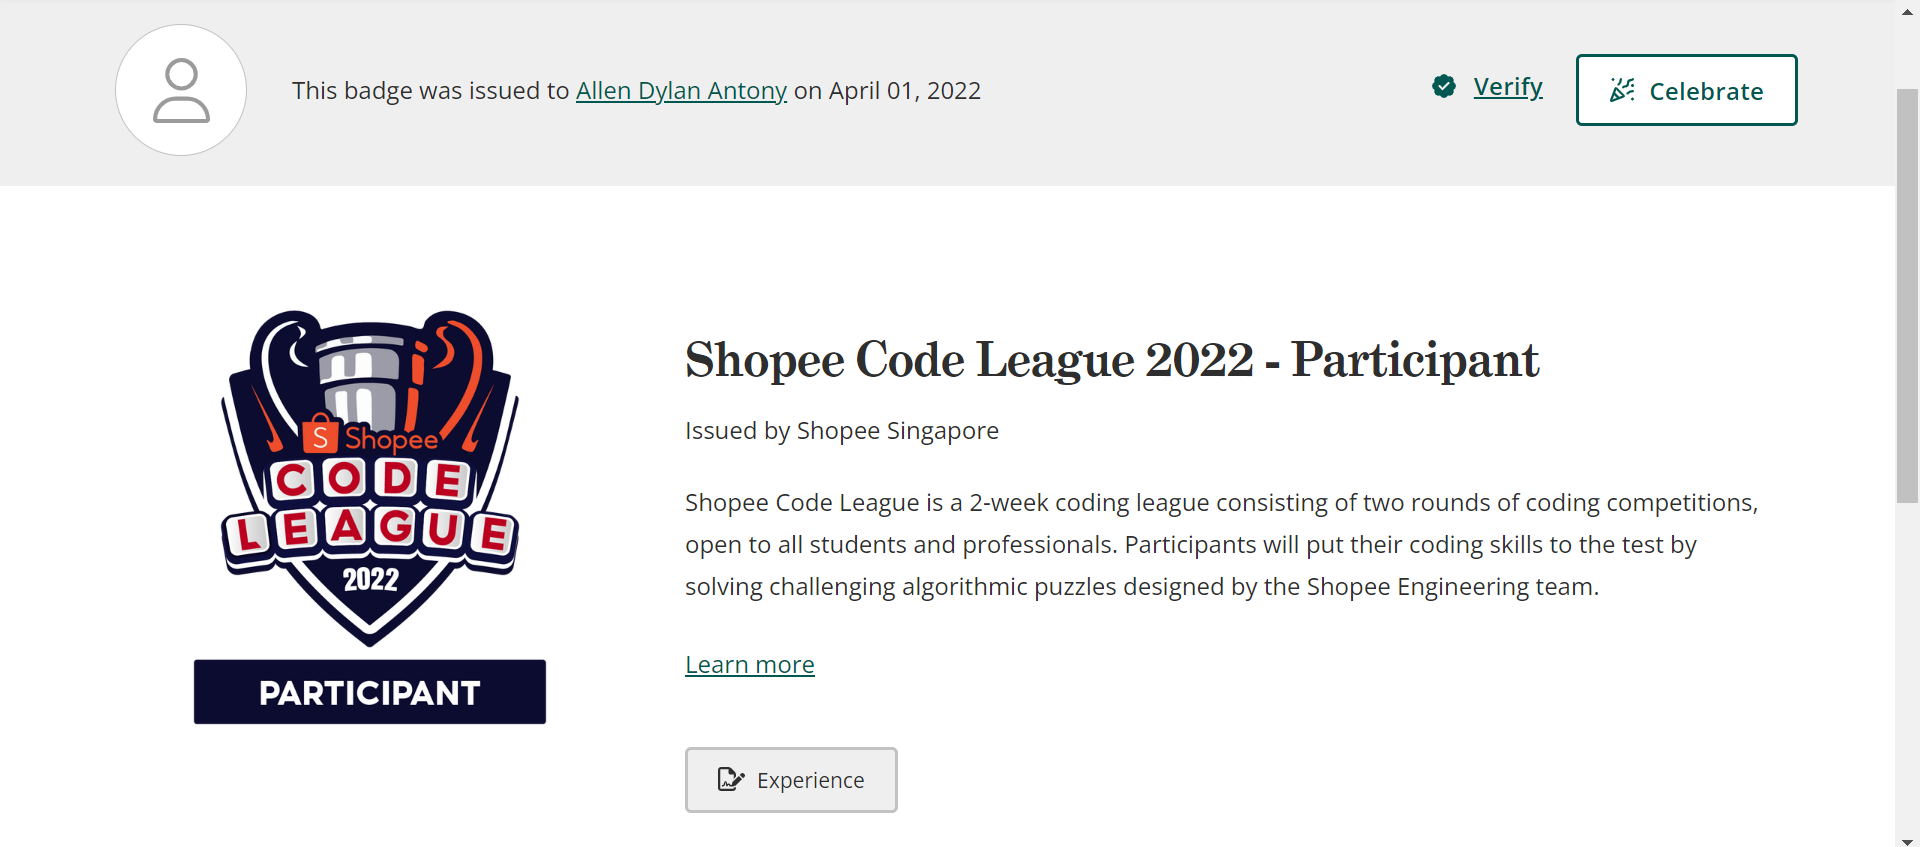 This badge was issued to Allen Dylan Antony on April 01, 2022
Verify
Celebrate
S Shopee
CODE
LEAGUE
2022
PARTICIPANT
Shopee Code League 2022 - Participant
Issued by Shopee Singapore
Shopee Code League is a 2-week coding league consisting of two rounds of coding competitions,
open to all students and professionals. Participants will put their coding skills to the test by
solving challenging algorithmic puzzles designed by the Shopee Engineering team.
Learn more
Experience